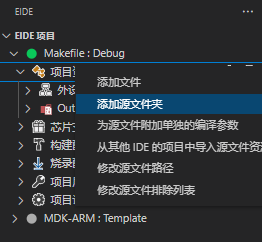 EIDE
EIDE 项目
Makefile : Debug
项目资
外设
Out
芯片支
构建
烧录
项目
项目
MDK-ARM : Template
添加文件
添加源文件夹
为源文件附加单独的编译参数
从其他 IDE 的项目中导入源文件资源
修改源文件路径
修改源文件排除列表